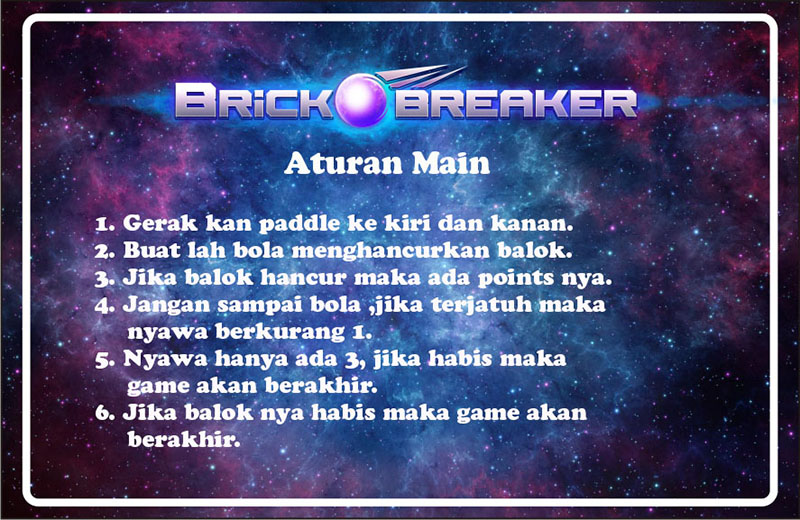 BRiCK BREAKER
Aturan Main
1. Gerak kan paddle ke kiri dan kanan.
2. Buat lah bola menghancurkan balok.
3. Jika balok hancur maka ada points nya.
4. Jangan sampai bola ,jika terjatuh maka
nyawa berkurang 1.
5. Nyawa hanya ada 3, jika habis maka
game akan berakhir.
6. Jika balok nya habis maka game akan
berakhir.